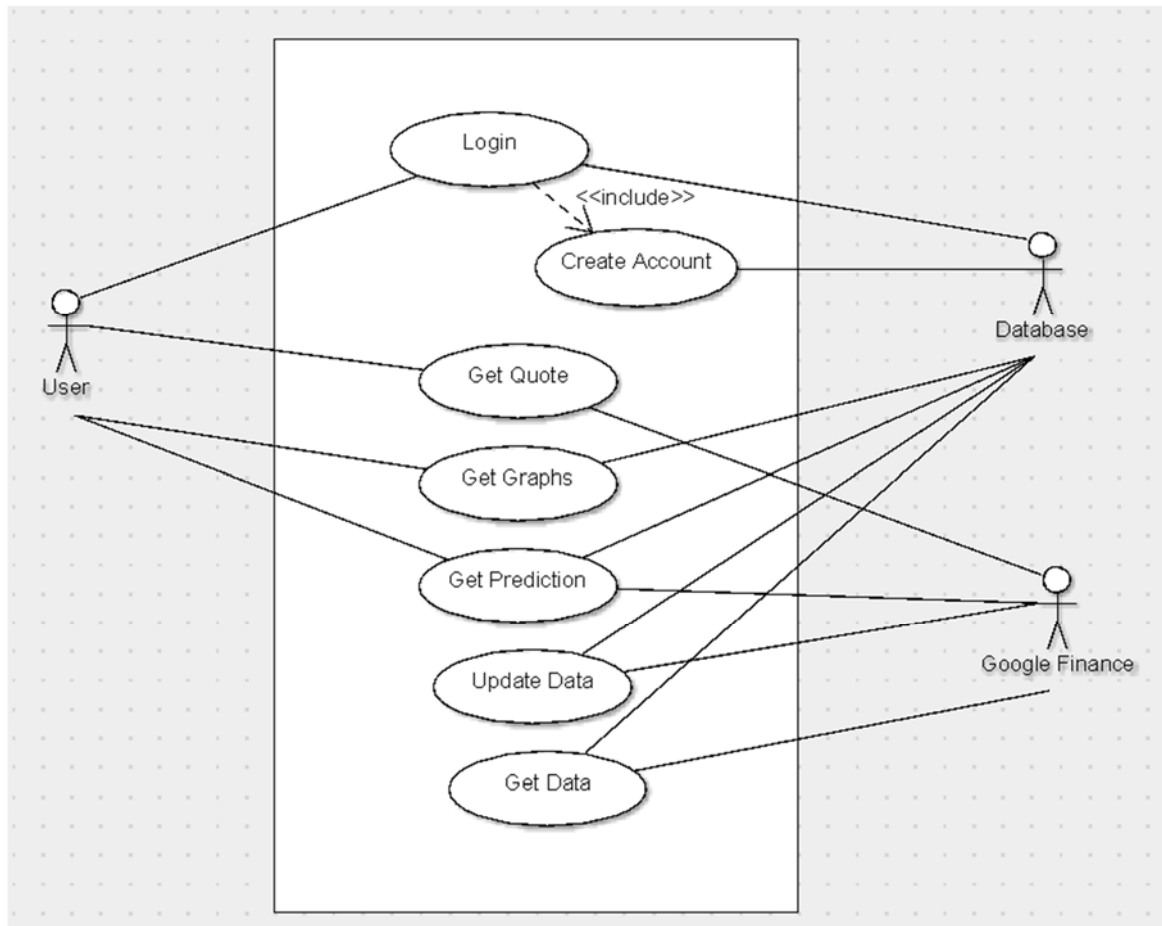 Login
<<include>>
Create Account
Database
User
Get Quote
Get Graphs
Get Prediction
Google Finance
Update Data
Get Data